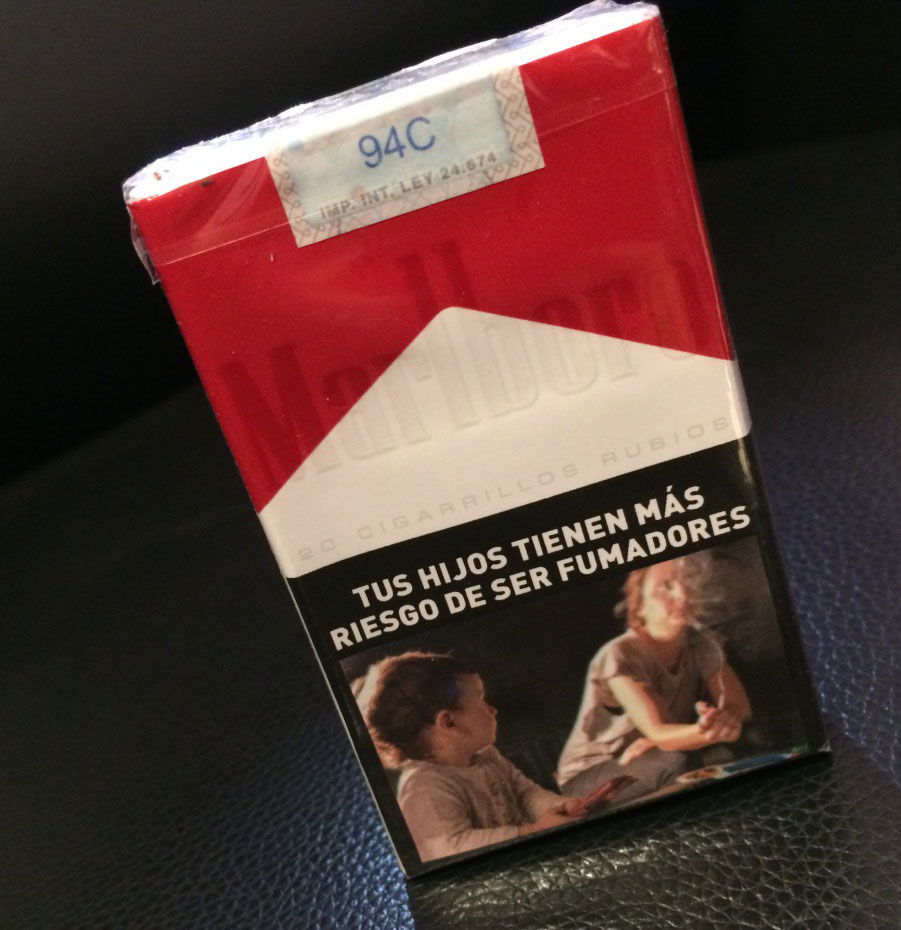 94C
IMP. INT. LEY 24.674
Marlboro
20 CIGARRILLOS RUBIOS
TUS HIJOS TIENEN MÁS
RIESGO DE SER FUMADORES